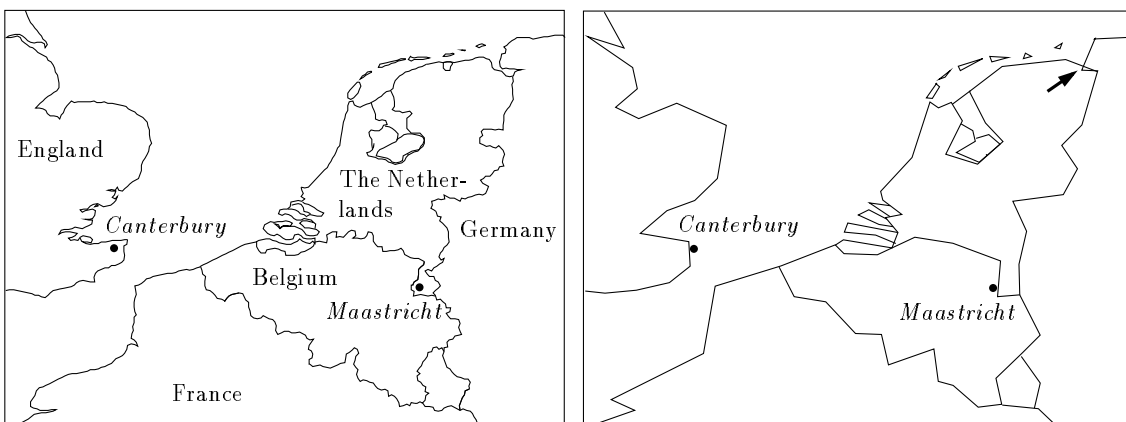 England
The Nether-
lands
Canterbury
Germany
Belgium
Maastricht
France
Canterbury
Maastricht